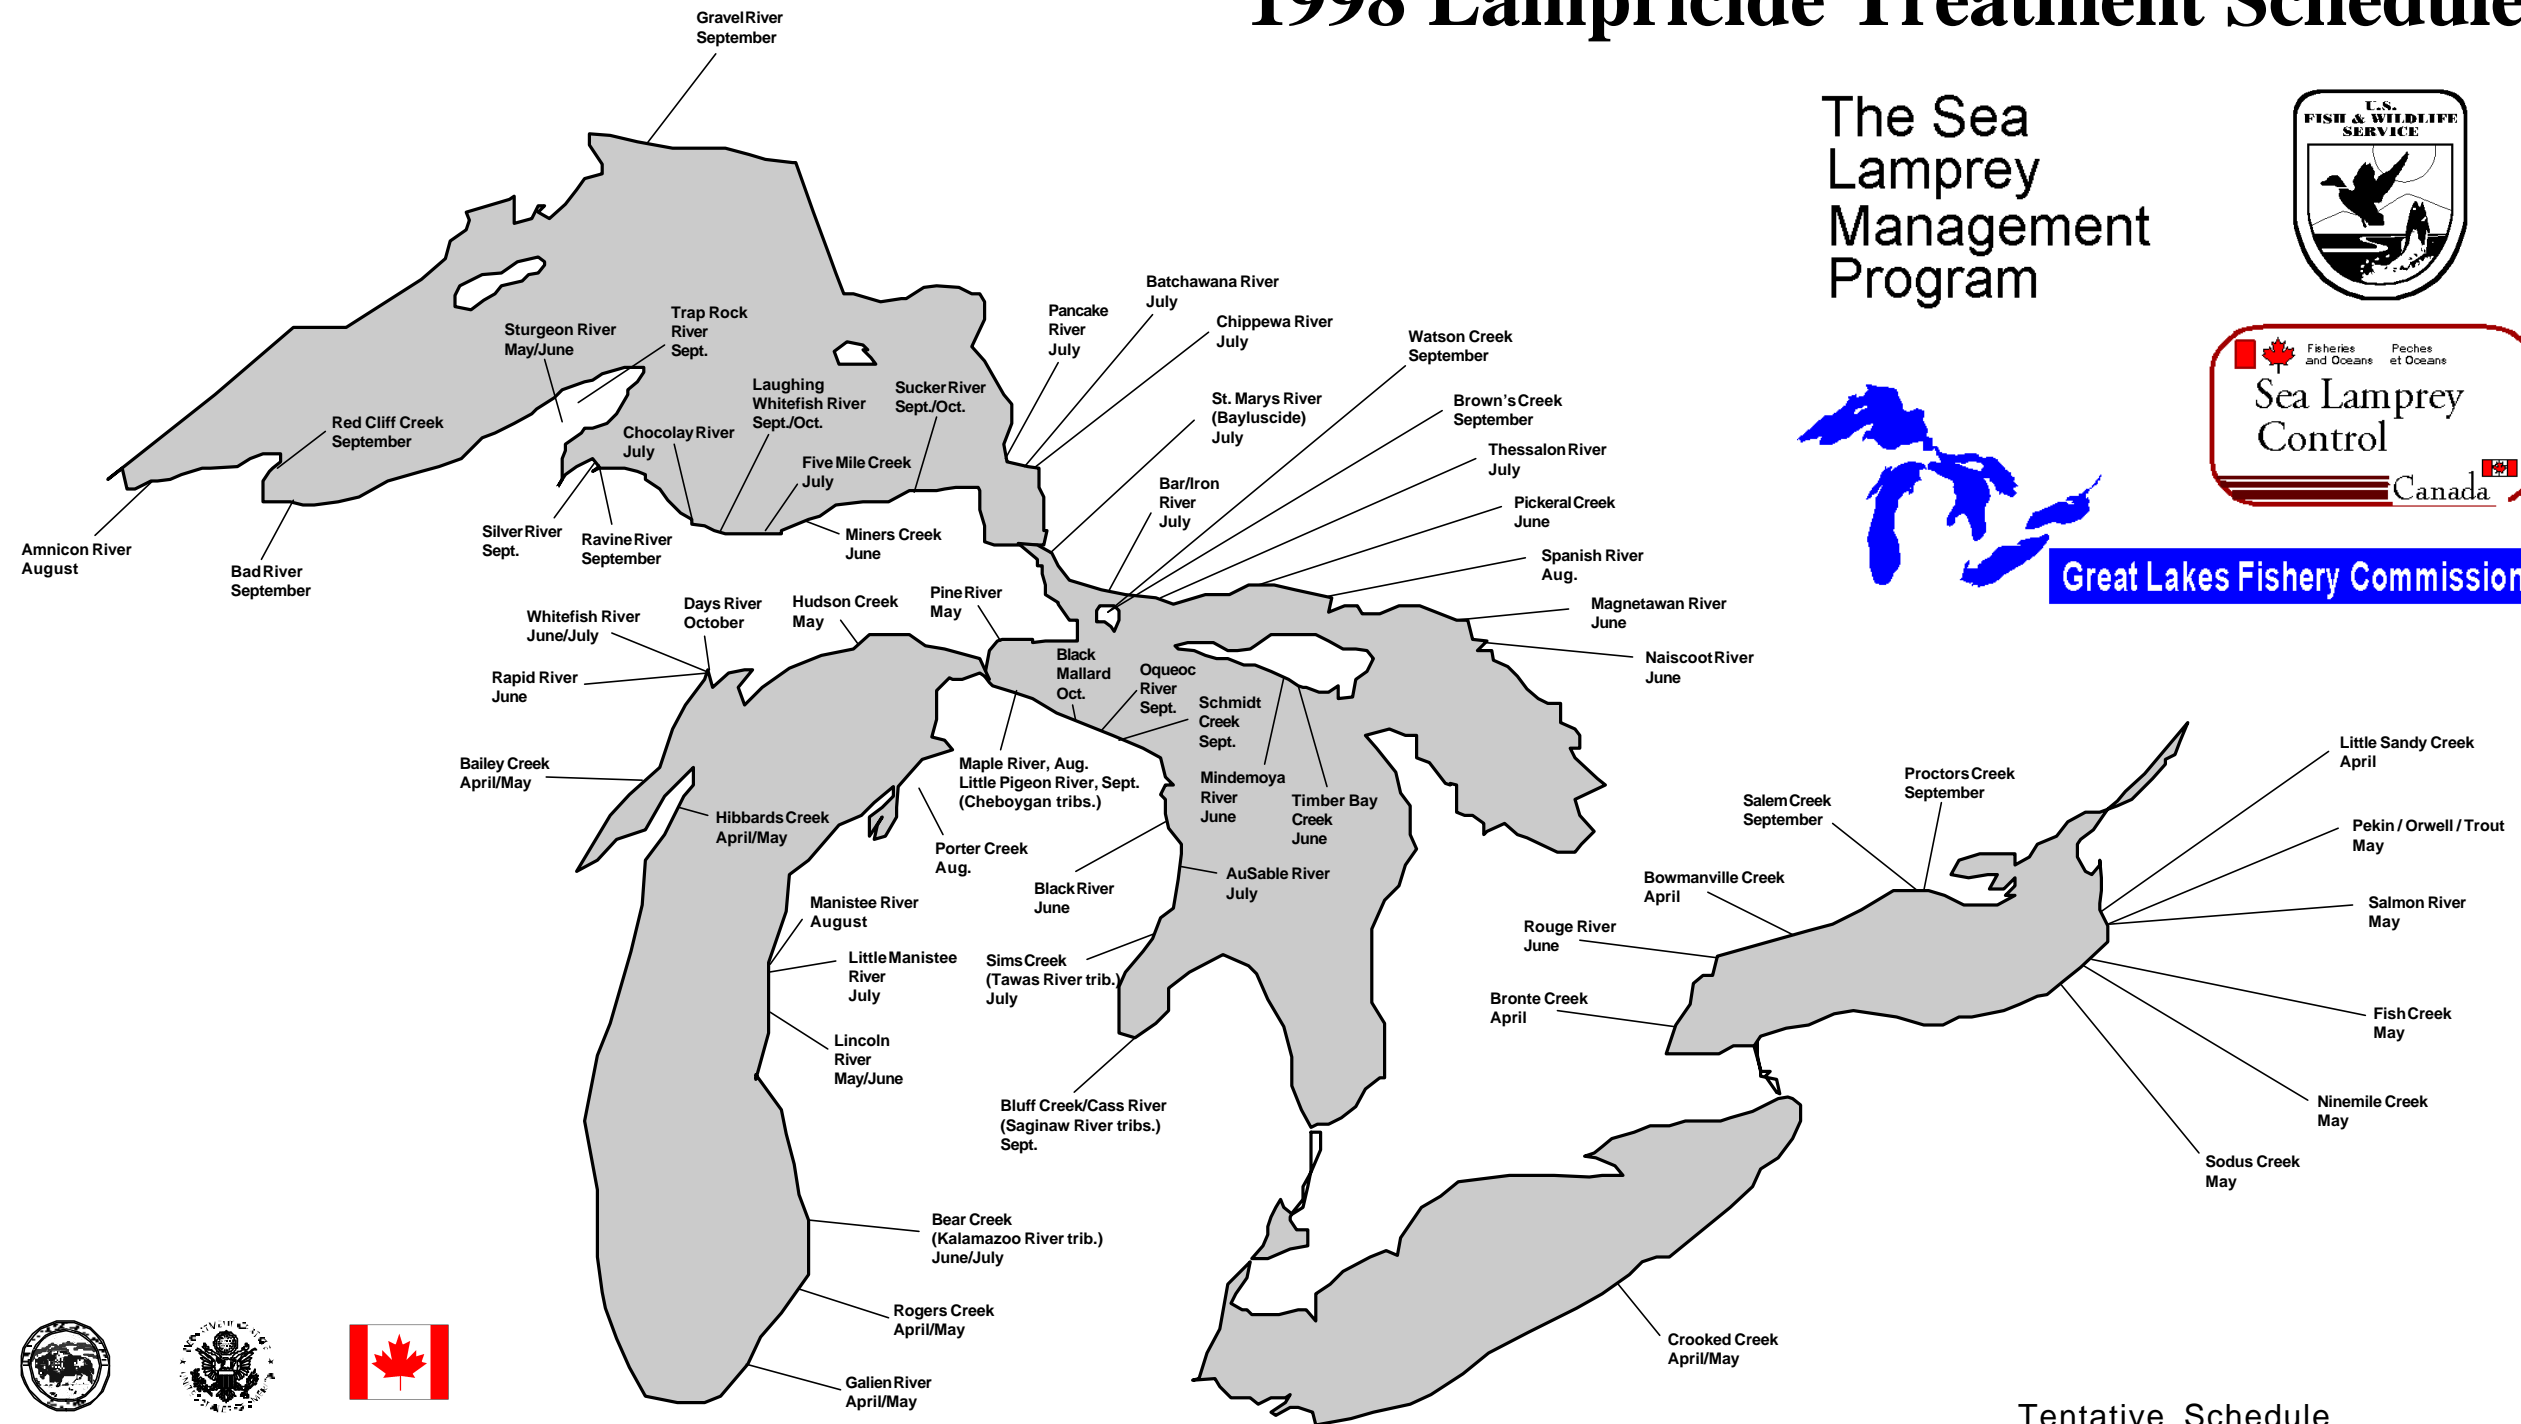 1998 Lampricide Treatment Schedule
Gravel River
September
The Sea
Lamprey
Management
Program
U.S.
FISH & WILDLIFE
SERVICE
Fisheries
and Oceans
Peches
et Oceans
Sea Lamprey
Control
Canada
Great Lakes Fishery Commission
Batchawana River
July
Pancake
River
July
Chippewa River
July
Watson Creek
September
Trap Rock
River
Sept.
Sturgeon River
May/June
Laughing
Whitefish River
Sept./Oct.
Sucker River
Sept./Oct.
St. Marys River
(Bayluscide)
July
Brown's Creek
September
Red Cliff Creek
September
Chocolay River
July
Five Mile Creek
July
Thessalon River
July
Bar/Iron
River
July
Pickeral Creek
June
Silver River
Sept.
Ravine River
September
Miners Creek
June
Amnicon River
August
Bad River
September
Spanish River
Aug.
Whitefish River
June/July
Days River
October
Hudson Creek
May
Pine River
May
Magnetawan River
June
Rapid River
June
Black
Mallard
Oct.
Oqueoc
River
Sept.
Schmidt
Creek
Sept.
Naiscoot River
June
Bailey Creek
April/May
Hibbards Creek
April/May
Maple River, Aug.
Little Pigeon River, Sept.
(Cheboygan tribs.)
Mindemoya
River
June
Timber Bay
Creek
June
Porter Creek
Aug.
Black River
June
AuSable River
July
Little Sandy Creek
April
Proctors Creek
September
Salem Creek
September
Pekin / Orwell / Trout
May
Bowmanville Creek
April
Salmon River
May
Rouge River
June
Bronte Creek
April
Manistee River
August
Little Manistee
River
July
Sims Creek
(Tawas River trib.)
July
Lincoln
River
May/June
Bluff Creek/Cass River
(Saginaw River tribs.)
Sept.
Fish Creek
May
Ninemile Creek
May
Sodus Creek
May
Bear Creek
(Kalamazoo River trib.)
June/July
Rogers Creek
April/May
Galien River
April/May
Crooked Creek
April/May
Tentative Schedule